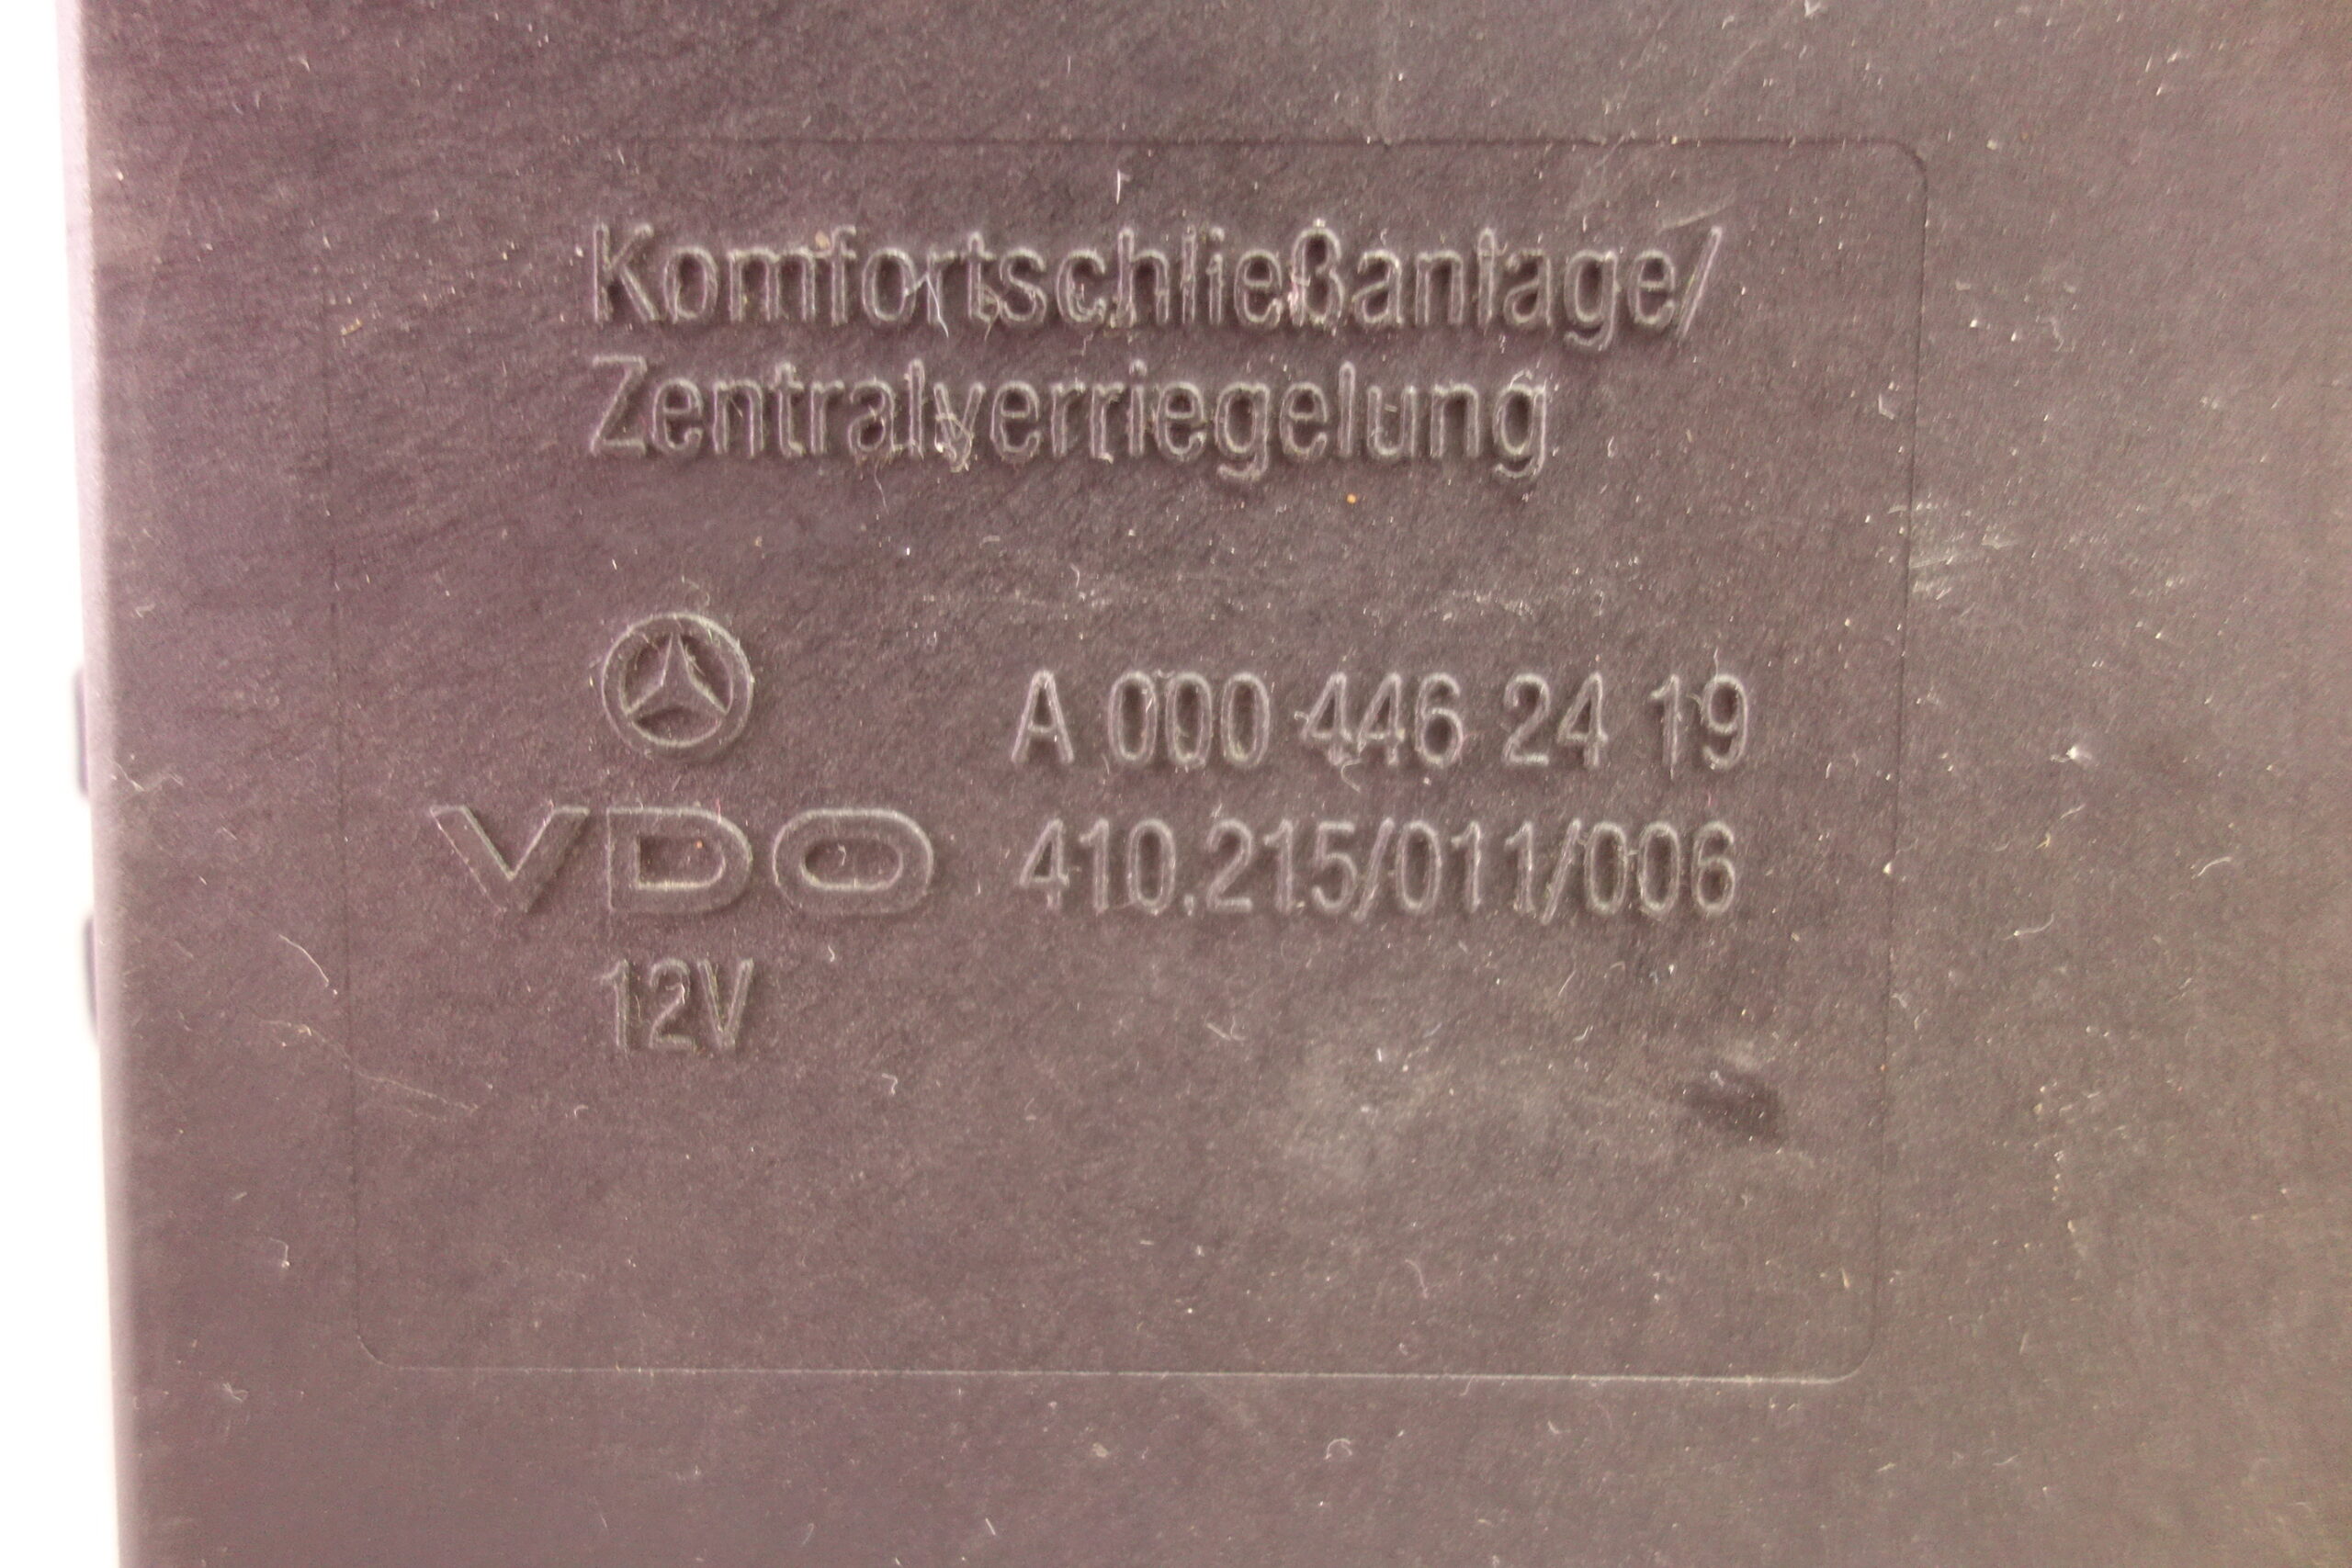 Komfortschließanlage/
Zentralverriegelung
A 000 446 24 19
VDO 410.215/011/006
12V